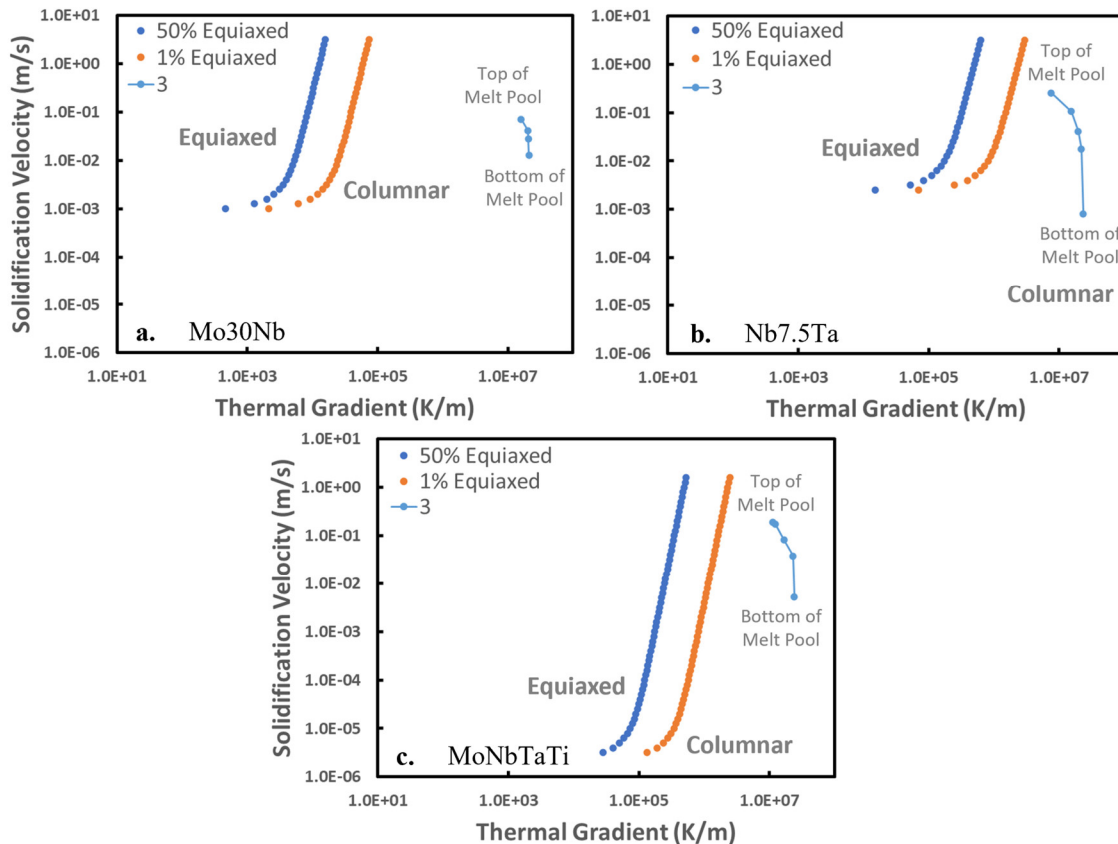 1.0E+01
1.0E+00
1.0E-01
1.0E-02
1.0E-03
1.0E-04
1.0E-05
1.0E-06
Solidification Velocity (m/s)
50% Equiaxed
1% Equiaxed
3
Top of
Melt Pool
Equiaxed
Columnar
Bottom of
Melt Pool
a. Mo30Nb
1.0E+01 1.0E+03 1.0E+05 1.0E+07
Thermal Gradient (K/m)
1.0E+01
1.0E+00
1.0E-01
1.0E-02
1.0E-03
1.0E-04
1.0E-05
1.0E-06
50% Equiaxed
1% Equiaxed
3
Top of
Melt Pool
Equiaxed
Bottom of
Melt Pool
Columnar
b. Nb7.5Ta
1.0E+01 1.0E+03 1.0E+05 1.0E+07
Thermal Gradient (K/m)
1.0E+01
1.0E+00
1.0E-01
1.0E-02
1.0E-03
1.0E-04
1.0E-05
1.0E-06
Solidification Velocity (m/s)
50% Equiaxed
1% Equiaxed
3
Top of
Melt Pool
Bottom of
Melt Pool
Equiaxed
Columnar
c. MoNbTaTi
1.0E+01 1.0E+03 1.0E+05 1.0E+07
Thermal Gradient (K/m)